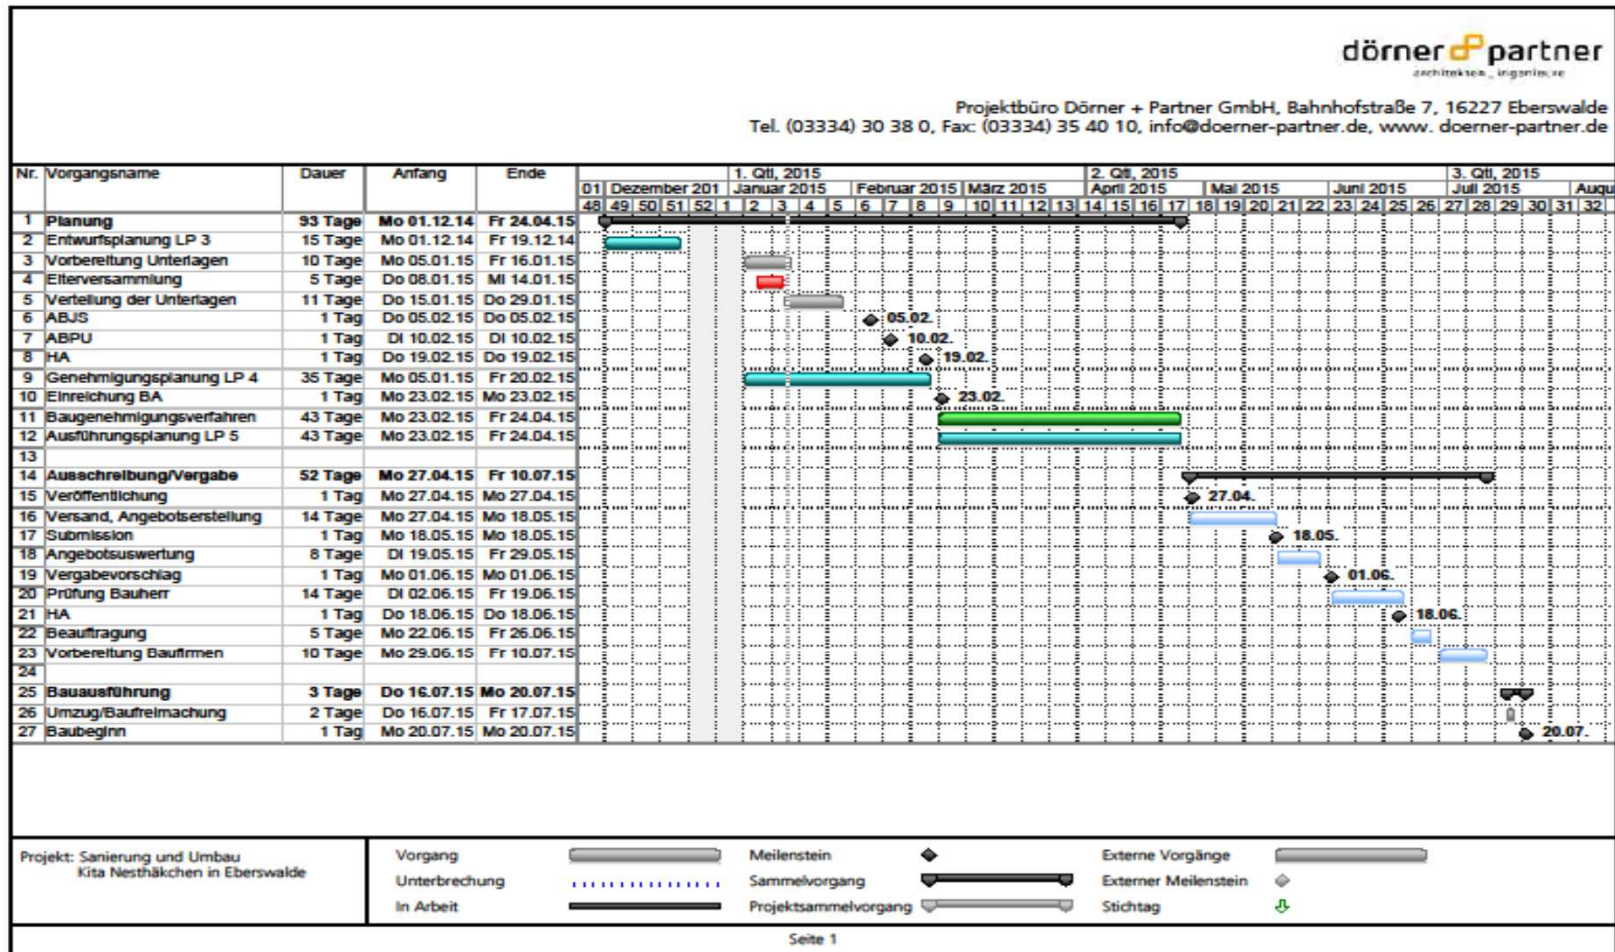 dörner partner
architekten _ ingenieure
Projektbüro Dörner + Partner GmbH, Bahnhofstraße 7, 16227 Eberswalde
Tel. (03334) 30 38 0, Fax: (03334) 35 40 10, info@doerner-partner.de, www. doerner-partner.de
Nr. Vorgangsname Dauer Anfang Ende
1. Qtl, 2015 2. Qtl, 2015 3. Qtl, 2015
01 Dezember 201 Januar 2015 Februar 2015 März 2015 April 2015 Mai 2015 Juni 2015 Juli 2015 Augu
48 49 50 51 52 1 2 3 4 5 6 7 8 9 10 11 12 13 14 15 16 17 18 19 20 21 22 23 24 25 26 27 28 29 30 31 32
1 Planung 93 Tage Mo 01.12.14 Fr 24.04.15
2 Entwurfsplanung LP 3 15 Tage Mo 01.12.14 Fr 19.12.14
3 Vorbereitung Unterlagen 10 Tage Mo 05.01.15 Fr 16.01.15
4 Elterversammlung 5 Tage Do 08.01.15 Mi 14.01.15
5 Verteilung der Unterlagen 11 Tage Do 15.01.15 Do 29.01.15
6 ABJS 1 Tag Do 05.02.15 Do 05.02.15 05.02.
7 ABPU 1 Tag Di 10.02.15 Di 10.02.15 10.02.
8 HA 1 Tag Do 19.02.15 Do 19.02.15 19.02.
9 Genehmigungsplanung LP 4 35 Tage Mo 05.01.15 Fr 20.02.15
10 Einreichung BA 1 Tag Mo 23.02.15 Mo 23.02.15 23.02.
11 Baugenehmigungsverfahren 43 Tage Mo 23.02.15 Fr 24.04.15
12 Ausführungsplanung LP 5 43 Tage Mo 23.02.15 Fr 24.04.15
13
14 Ausschreibung/Vergabe 52 Tage Mo 27.04.15 Fr 10.07.15
15 Veröffentlichung 1 Tag Mo 27.04.15 Mo 27.04.15 27.04.
16 Versand, Angebotserstellung 14 Tage Mo 27.04.15 Mo 18.05.15
17 Submission 1 Tag Mo 18.05.15 Mo 18.05.15 18.05.
18 Angebotsuswertung 8 Tage Di 19.05.15 Fr 29.05.15
19 Vergabevorschlag 1 Tag Mo 01.06.15 Mo 01.06.15 01.06.
20 Prüfung Bauherr 14 Tage Di 02.06.15 Fr 19.06.15
21 HA 1 Tag Do 18.06.15 Do 18.06.15 18.06.
22 Beauftragung 5 Tage Mo 22.06.15 Fr 26.06.15
23 Vorbereitung Baufirmen 10 Tage Mo 29.06.15 Fr 10.07.15
24
25 Bauausführung 3 Tage Do 16.07.15 Mo 20.07.15
26 Umzug/Baufreimachung 2 Tage Do 16.07.15 Fr 17.07.15
27 Baubeginn 1 Tag Mo 20.07.15 Mo 20.07.15 20.07.
Projekt: Sanierung und Umbau
Kita Nesthäkchen in Eberswalde
Vorgang Meilenstein Externe Vorgänge
Unterbrechung Sammelvorgang Externer Meilenstein
In Arbeit Projektsammelvorgang Stichtag
Seite 1